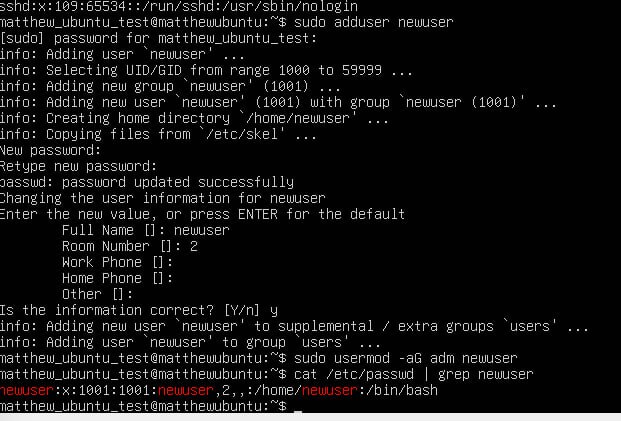 sshd:x:109:65534::/run/sshd:/usr/sbin/nologin
matthew_ubuntu_test@matthewubuntu:~$ sudo adduser newuser
[sudo] password for matthew_ubuntu_test:
info: Adding user `newuser' ...
info: Selecting UID/GID from range 1000 to 59999 ...
info: Adding new group `newuser' (1001) ...
info: Adding new user `newuser' (1001) with group `newuser (1001)' ...
info: Creating home directory `/home/newuser' ...
info: Copying files from `/etc/skel' ...
New password:
Retype new password:
passwd: password updated successfully
Changing the user information for newuser
Enter the new value, or press ENTER for the default
Full Name []: newuser
Room Number []: 2
Work Phone []:
Home Phone []:
Other []:
Is the information correct? [Y/n] y
info: Adding new user `newuser' to supplemental / extra groups `users' ...
info: Adding user `newuser' to group `users' ...
matthew_ubuntu_test@matthewubuntu:~$ sudo usermod -aG adm newuser
matthew_ubuntu_test@matthewubuntu:~$ cat /etc/passwd | grep newuser
newuser:x:1001:1001:newuser,2,,:/home/newuser:/bin/bash
matthew_ubuntu_test@matthewubuntu:~$ _